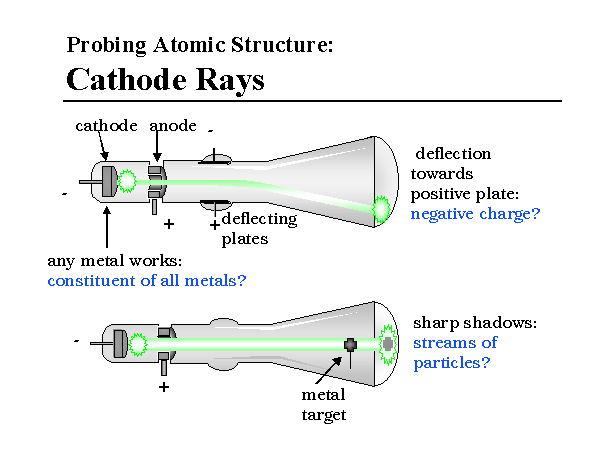 Probing Atomic Structure:
Cathode Rays
cathode anode -
deflection
towards
positive plate:
negative charge?
-
+
+
deflecting
plates
any metal works:
constituent of all metals?
sharp shadows:
streams of
particles?
-
+
metal
target